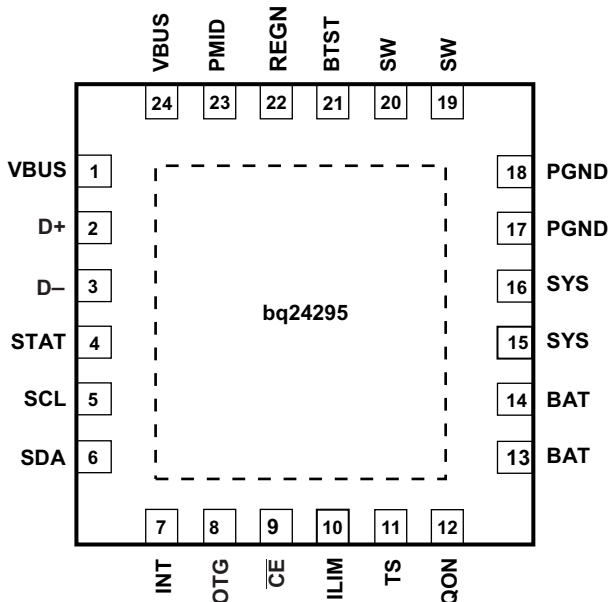 VBUS PMID REGN BTST SW SW
24 23 22 21 20 19
VBUS 1
D+ 2
D– 3
STAT 4
SCL 5
SDA 6
bq24295
18 PGND
17 PGND
16 SYS
15 SYS
14 BAT
13 BAT
7 8 9 10 11 12
INT OTG C̅E̅ ILIM TS QON